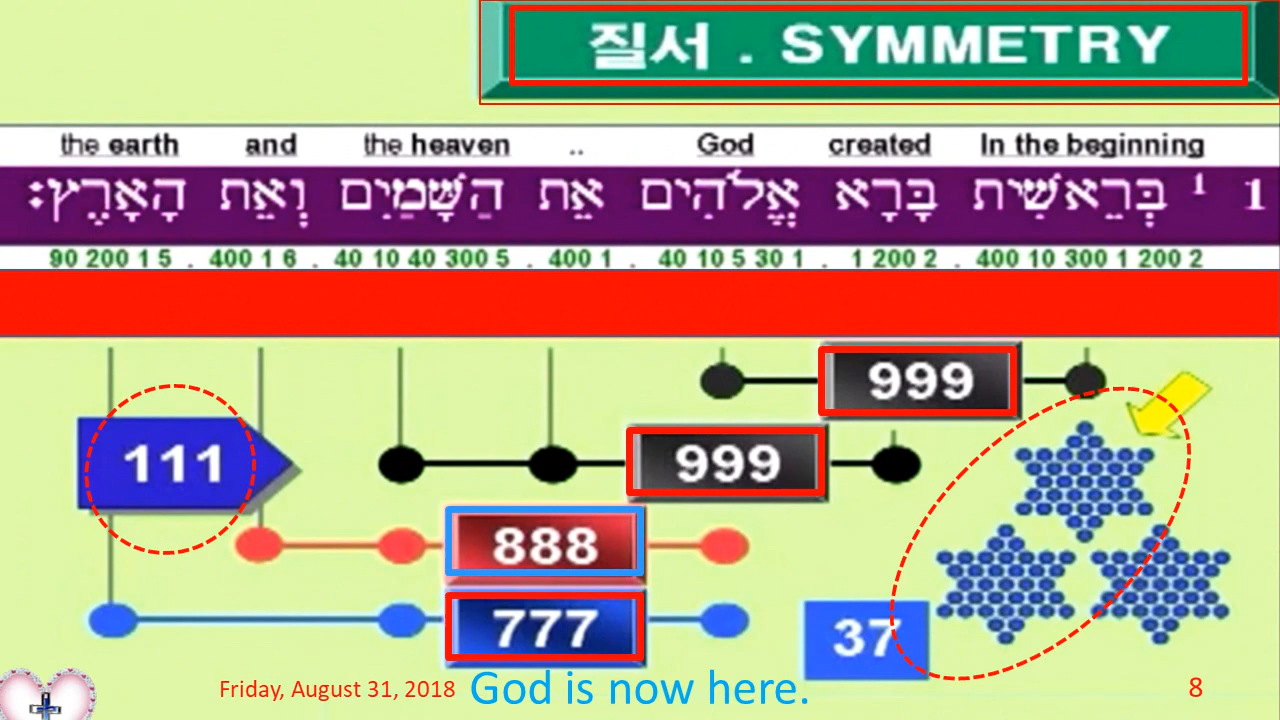 질서 . SYMMETRY
the earth and the heaven .. God created In the beginning
1 ¹ בְּרֵאשִׁית בָּרָא אֱלֹהִים אֵת הַשָּׁמַיִם וְאֵת הָאָרֶץ׃
90 200 1 5 . 400 1 6 . 40 10 40 300 5 . 400 1 . 40 10 5 30 1 . 1 200 2 . 400 10 300 1 200 2
999
111
999
888
777
37
Friday, August 31, 2018
God is now here.
8